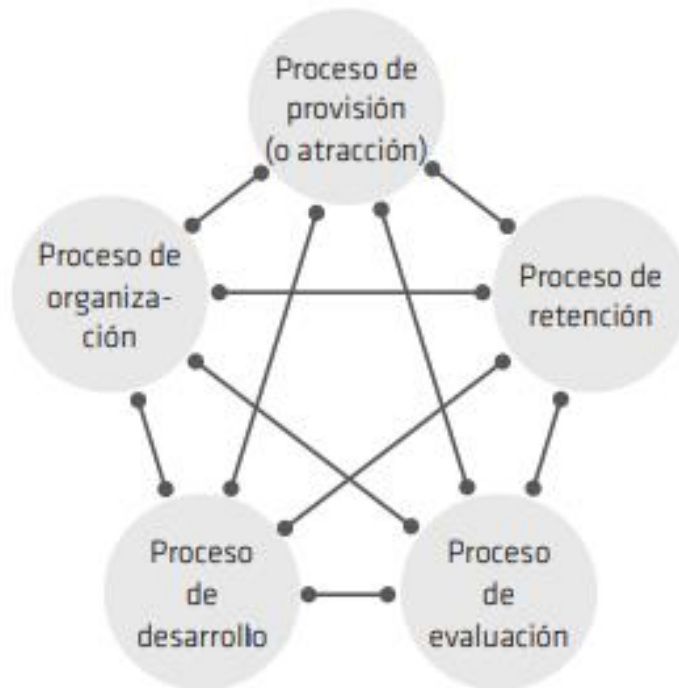 Proceso de
provisión
(o atracción)
Proceso de
organiza-
ción
Proceso de
retención
Proceso
de
desarrollo
Proceso
de
evaluación